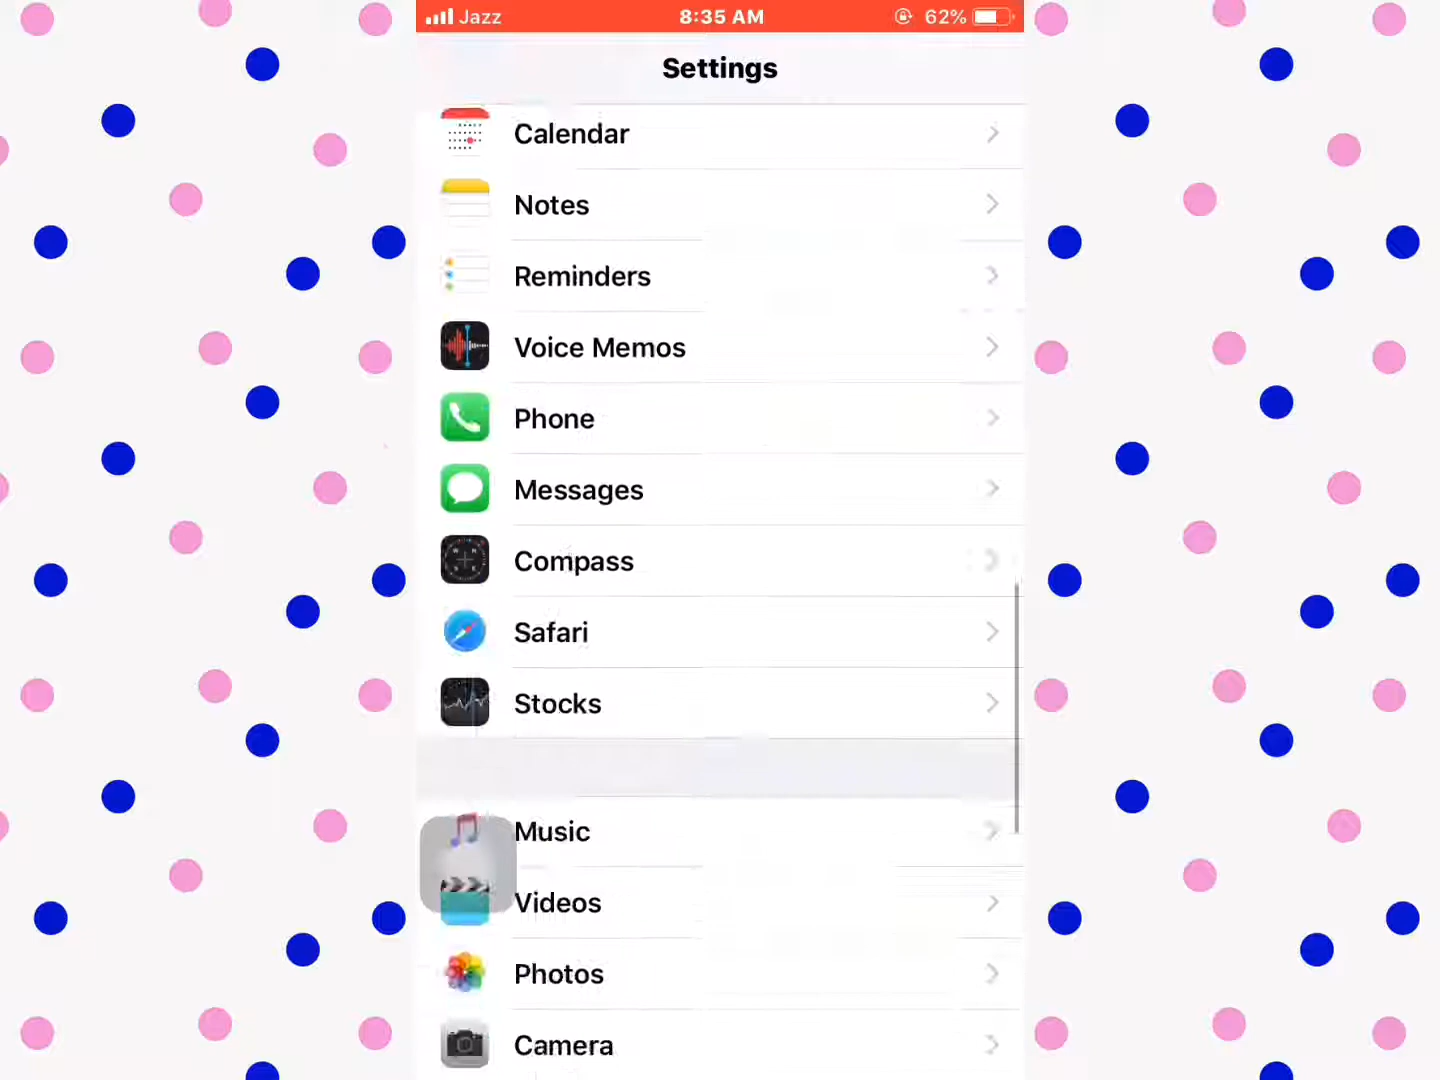 Jazz 8:35 AM 62%
Settings
Calendar
Notes
Reminders
Voice Memos
Phone
Messages
Compass
Safari
Stocks
Music
Videos
Photos
Camera